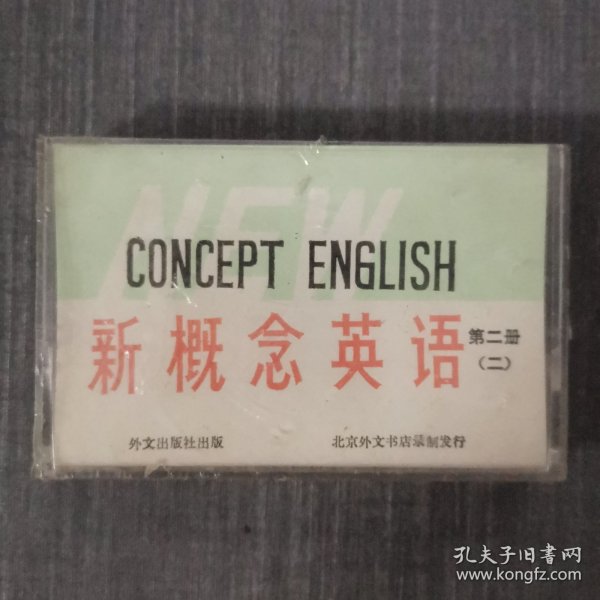 NEW
CONCEPT ENGLISH
新概念英语
第二册
(二)
外文出版社出版
北京外文书店录制发行
孔夫子旧书网
www.kongfz.com